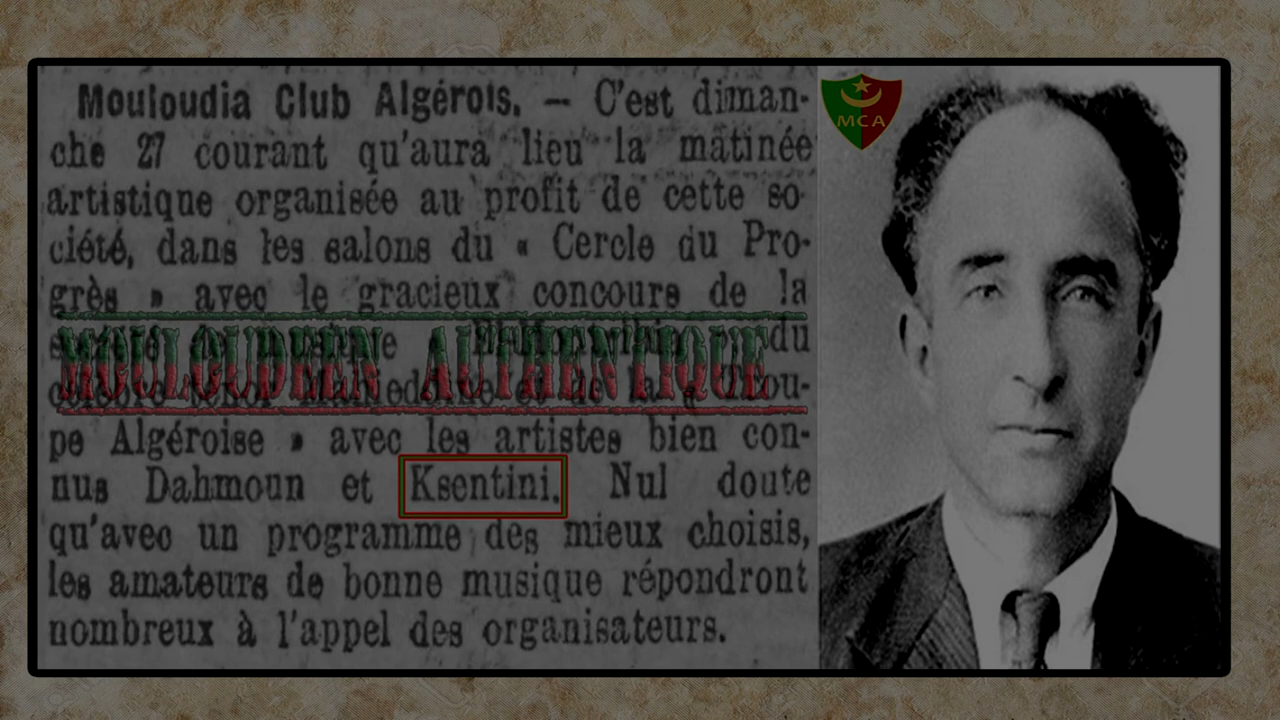 Mouloudia Club Algérois. — C'est diman-
che 27 courant qu'aura lieu la matinée
artistique organisée au profit de cette so-
ciété, dans les salons du « Cercle du Pro-
grès » avec le gracieux concours de la
du
MOULOUDEEN AUTHENTIQUE
pe Algéroise » avec les artistes bien con-
nus Dahmoun et Ksentini. Nul doute
qu'avec un programme des mieux choisis,
les amateurs de bonne musique répondront
nombreux à l'appel des organisateurs.
MCA